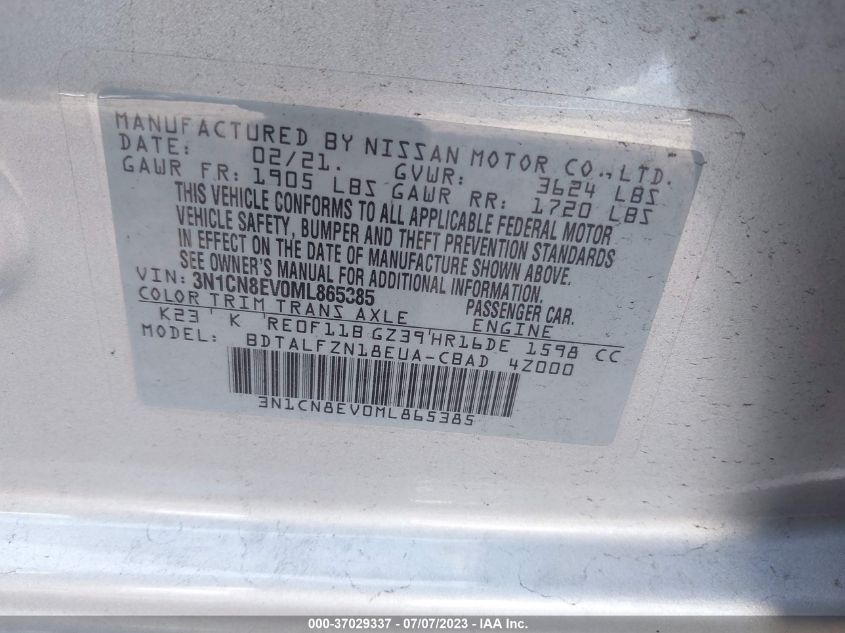 MANUFACTURED BY NISSAN MOTOR CO., LTD.
DATE: 02/21. GVWR: 3624 LBS
GAWR FR: 1905 LBS GAWR RR: 1720 LBS
THIS VEHICLE CONFORMS TO ALL APPLICABLE FEDERAL MOTOR
VEHICLE SAFETY, BUMPER AND THEFT PREVENTION STANDARDS
IN EFFECT ON THE DATE OF MANUFACTURE SHOWN ABOVE.
SEE OWNER'S MANUAL FOR ADDITIONAL INFORMATION.
VIN: 3N1CN8EV0ML865385 PASSENGER CAR.
COLOR TRIM TRANS AXLE ENGINE
K23 K RE0F11B GZ39 HR16DE 1598 CC
MODEL: BDTALFZN18EUA-CBAD 4Z000
3N1CN8EV0ML865385
000-37029337 - 07/07/2023 - IAA Inc.